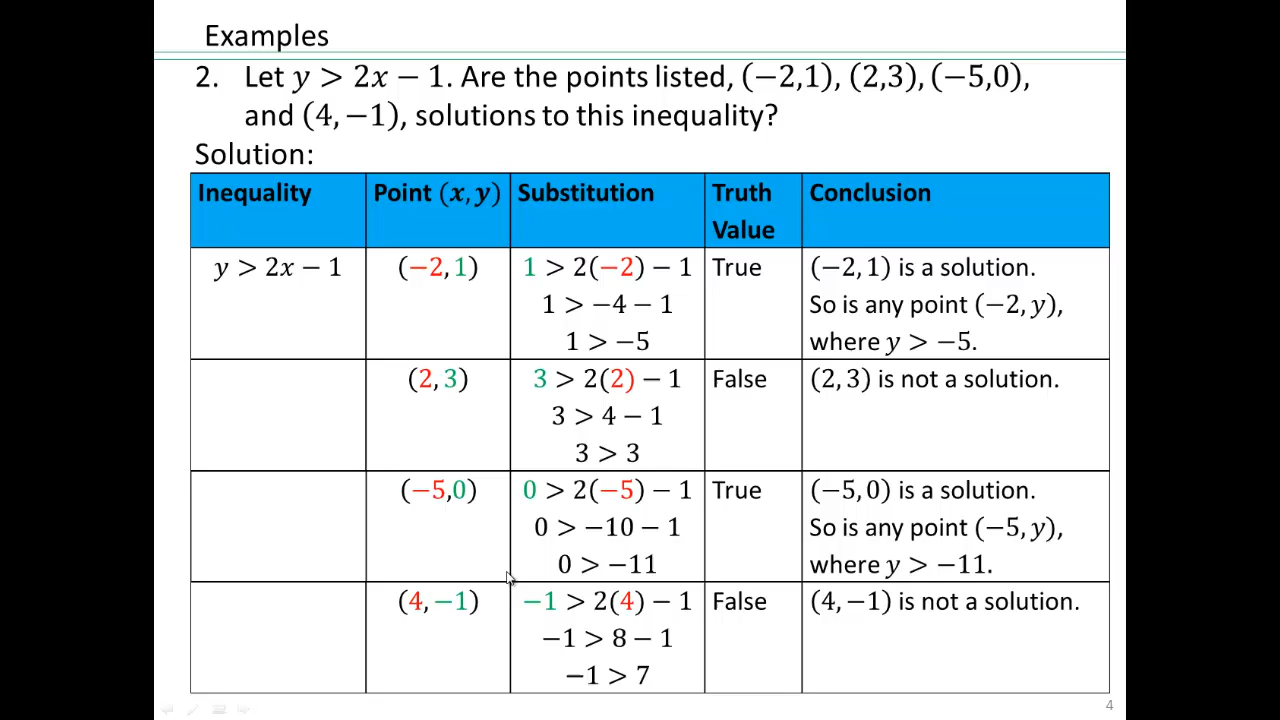 Examples
2. Let y > 2x − 1. Are the points listed, (−2,1), (2,3), (−5,0),
and (4, −1), solutions to this inequality?
Solution:
Inequality Point (x, y) Substitution Truth Value Conclusion
y > 2x − 1 (−2, 1) 1 > 2(−2) − 1 True (−2, 1) is a solution.
1 > −4 − 1 So is any point (−2, y),
1 > −5 where y > −5.
(2, 3) 3 > 2(2) − 1 False (2, 3) is not a solution.
3 > 4 − 1
3 > 3
(−5,0) 0 > 2(−5) − 1 True (−5, 0) is a solution.
0 > −10 − 1 So is any point (−5, y),
0 > −11 where y > −11.
(4, −1) −1 > 2(4) − 1 False (4, −1) is not a solution.
−1 > 8 − 1
−1 > 7
4